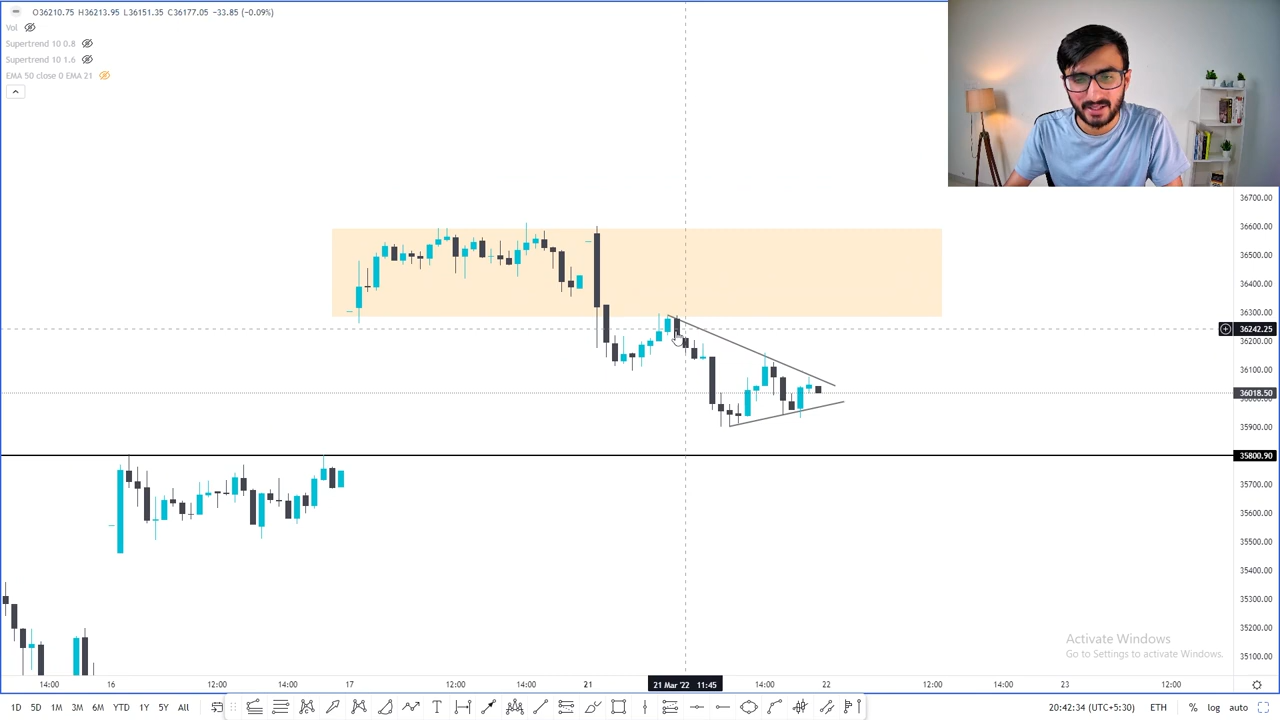 O36210.75 H36213.95 L36151.35 C36177.05 −33.85 (−0.09%)
Vol
Supertrend 10 0.8
Supertrend 10 1.6
EMA 50 close 0 EMA 21
36700.00
36600.00
36500.00
36400.00
36300.00
36242.25
36200.00
36100.00
36018.50
36000.00
35900.00
35800.90
35700.00
35600.00
35500.00
35400.00
35300.00
35200.00
35100.00
Activate Windows
Go to Settings to activate Windows.
14:00 16 12:00 14:00 17 12:00 14:00 21 21 Mar '22 11:45 14:00 22 12:00 14:00 23 12:00
1D 5D 1M 3M 6M YTD 1Y 5Y All T 20:42:34 (UTC+5:30) ETH % log auto